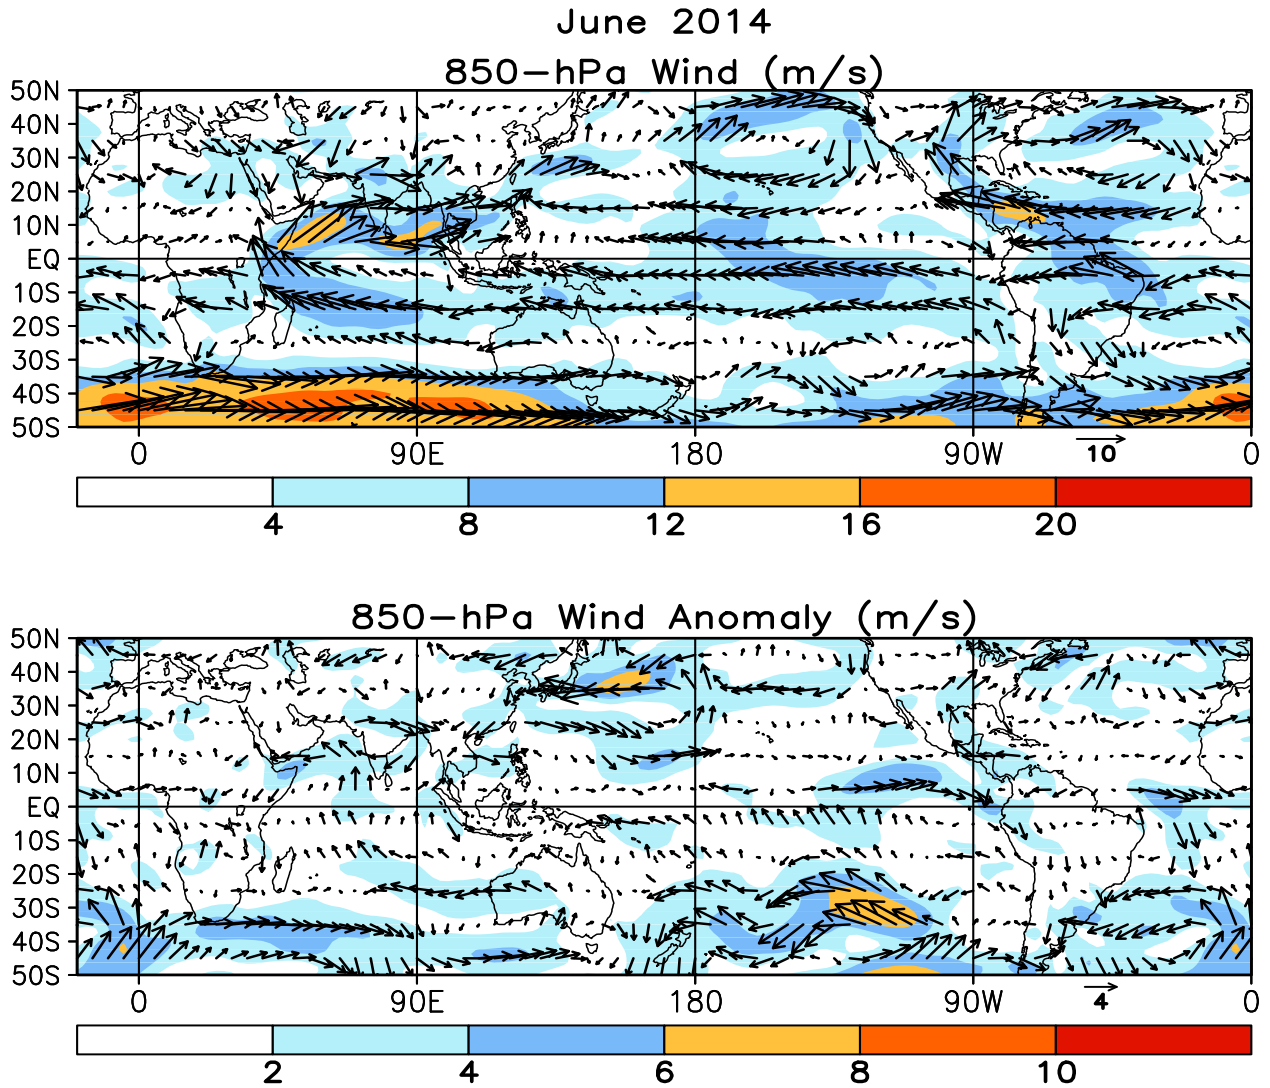 June 2014
850-hPa Wind (m/s)
50N
40N
30N
20N
10N
EQ
10S
20S
30S
40S
50S
0 90E 180 90W 0
10
4 8 12 16 20
850-hPa Wind Anomaly (m/s)
50N
40N
30N
20N
10N
EQ
10S
20S
30S
40S
50S
0 90E 180 90W 0
4
2 4 6 8 10